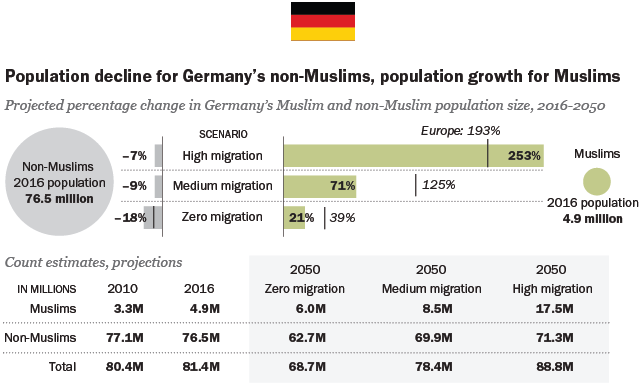 Population decline for Germany's non-Muslims, population growth for Muslims
Projected percentage change in Germany's Muslim and non-Muslim population size, 2016-2050
Non-Muslims
2016 population
76.5 million
SCENARIO
Europe: 193%
–7% High migration 253%
–9% Medium migration 71% 125%
–18% Zero migration 21% 39%
Muslims
2016 population
4.9 million
Count estimates, projections
2050 2050 2050
IN MILLIONS 2010 2016 Zero migration Medium migration High migration
Muslims 3.3M 4.9M 6.0M 8.5M 17.5M
Non-Muslims 77.1M 76.5M 62.7M 69.9M 71.3M
Total 80.4M 81.4M 68.7M 78.4M 88.8M